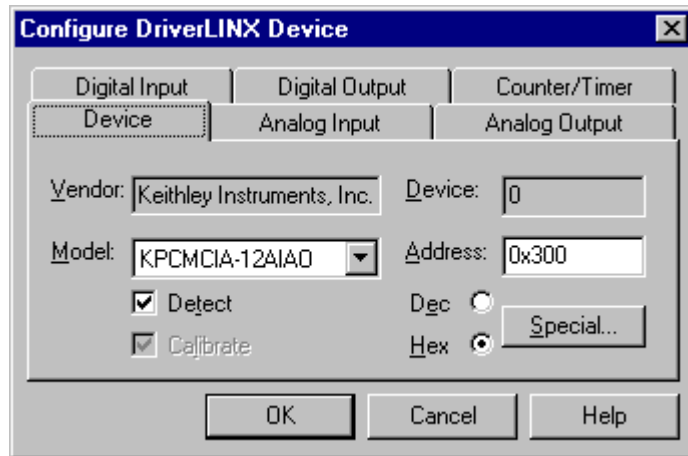 Configure DriverLINX Device
Digital Input Digital Output Counter/Timer
Device Analog Input Analog Output
Vendor: Keithley Instruments, Inc. Device: 0
Model: KPCMCIA-12AIAO Address: 0x300
Detect Dec
Special...
Calibrate Hex
OK Cancel Help